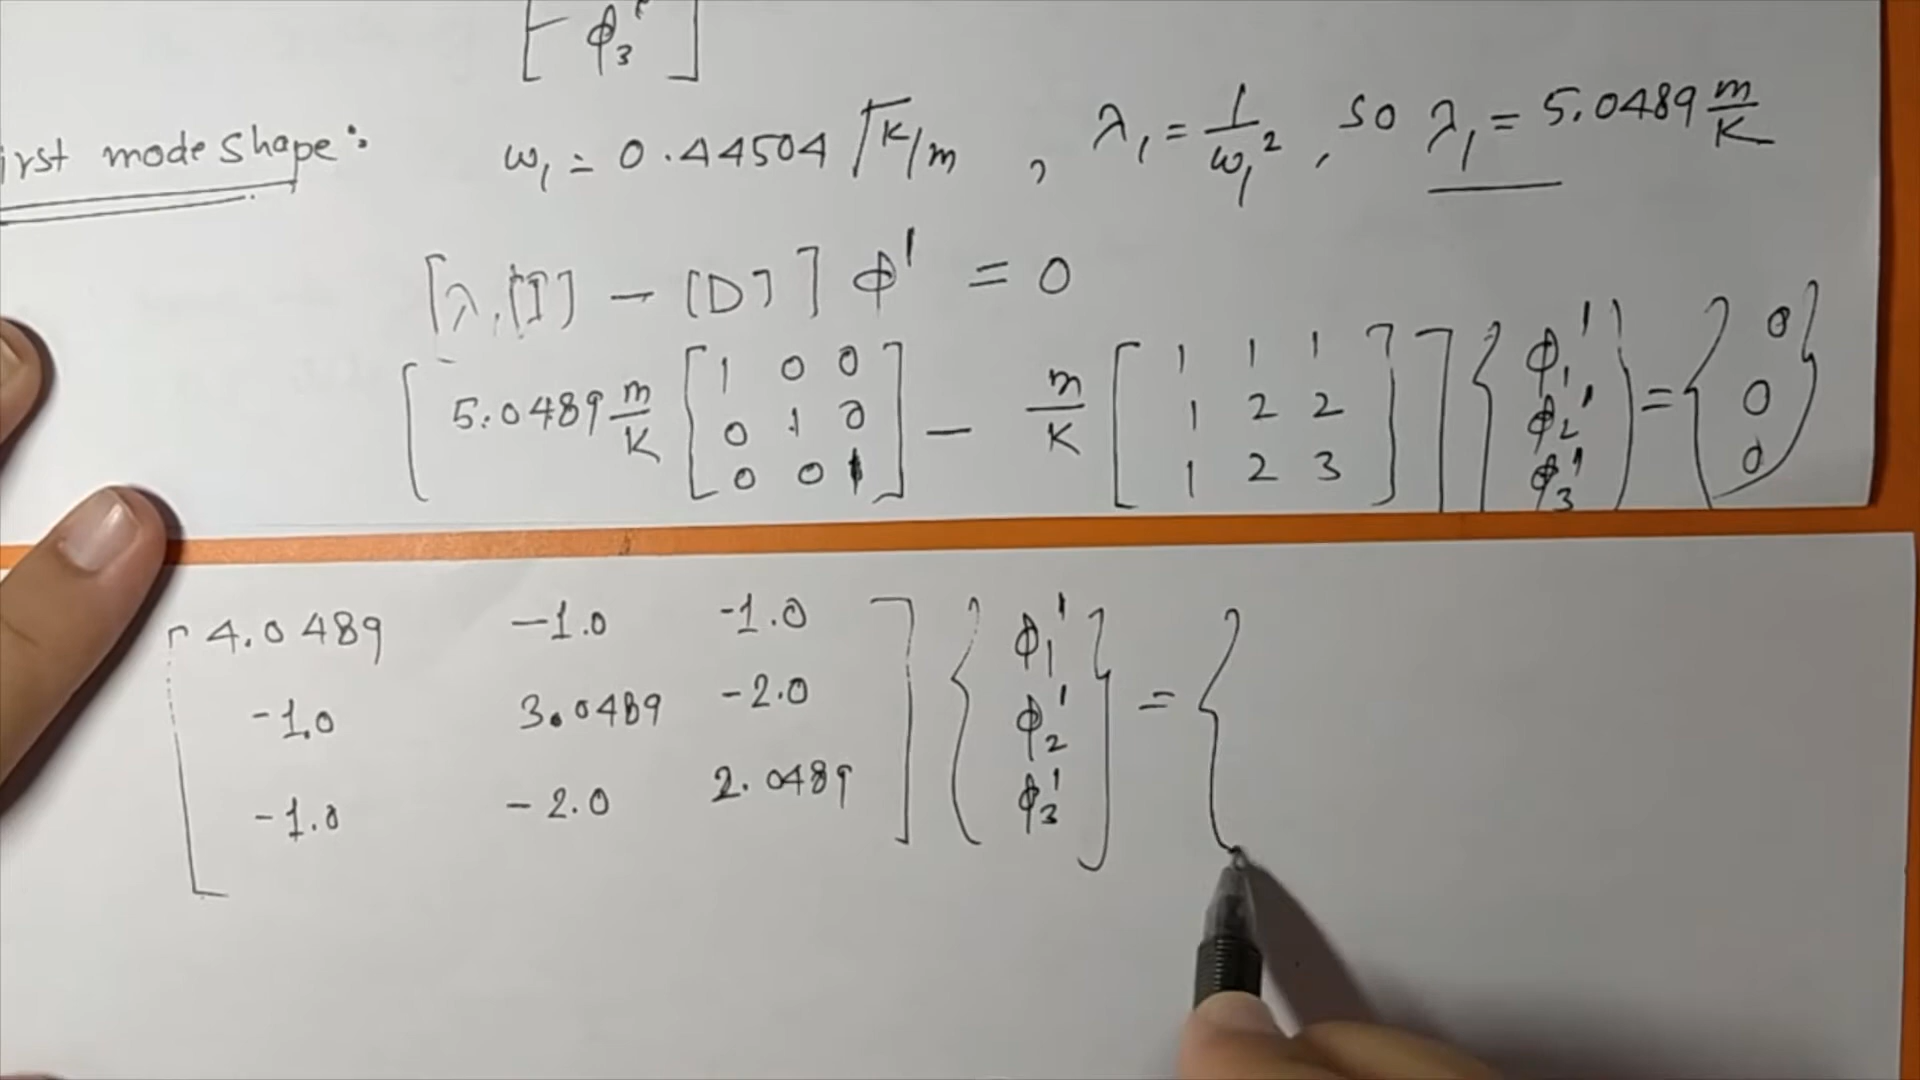 ϕ₃¹
irst mode shape:
ω₁ = 0.44504 √K/m , λ₁ = 1/ω₁² , so λ₁ = 5.0489 m/K
[λ₁[I] - [D]] ϕ¹ = 0
[5.0489 m/K [1 0 0; 0 1 0; 0 0 1] - m/K [1 1 1; 1 2 2; 1 2 3]] {ϕ₁¹; ϕ₂¹; ϕ₃¹} = {0; 0; 0}
[4.0489 -1.0 -1.0] {ϕ₁¹
-1.0 3.0489 -2.0 ϕ₂¹ = {
-1.0 -2.0 2.0489] ϕ₃¹}